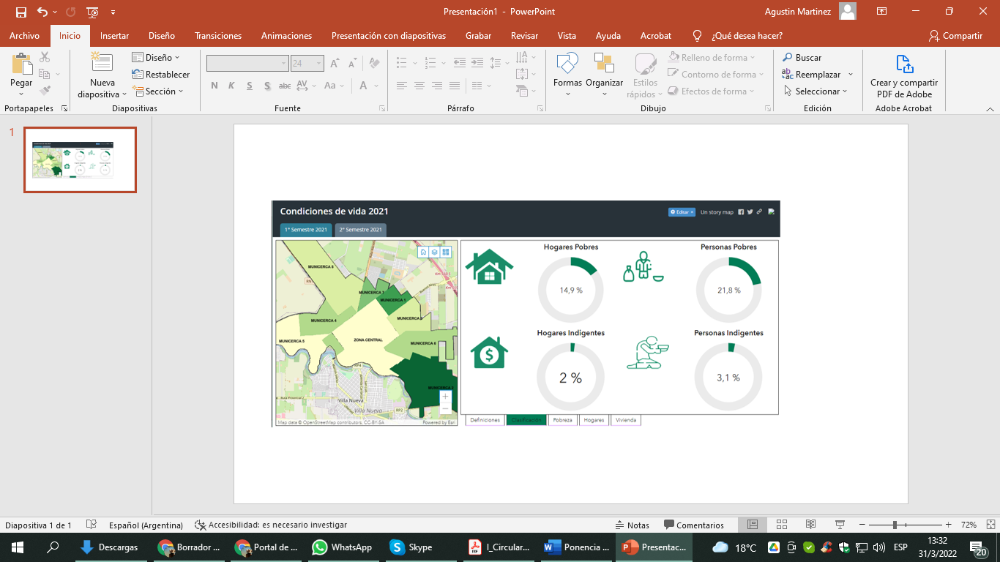 Presentación1 - PowerPoint
Agustin Martinez
Archivo Inicio Insertar Diseño Transiciones Animaciones Presentación con diapositivas Grabar Revisar Vista Ayuda Acrobat ¿Qué desea hacer? Compartir
Pegar
Nueva diapositiva
Diseño
Restablecer
Sección
24
N K S S abc AV Aa A
Formas
Organizar
Estilos rápidos
Relleno de forma
Contorno de forma
Efectos de forma
Buscar
Reemplazar
Seleccionar
Crear y compartir
PDF de Adobe
Portapapeles Diapositivas Fuente Párrafo Dibujo Edición Adobe Acrobat
1
Condiciones de vida 2021
Editar
Un story map
1° Semestre 2021
2° Semestre 2021
MUNICERCA 8
MUNICERCA 7
MUNICERCA 1
MUNICERCA 4
MUNICERCA
MUNICERCA 5
ZONA CENTRAL
MUNICERCA 6
MUNICERCA
Villa Nueva
Villa Nueva
RP2
Map data © OpenStreetMap contributors, CC-BY-SA
Powered by Esri
Hogares Pobres
14,9 %
Personas Pobres
21,8 %
Hogares Indigentes
2 %
Personas Indigentes
3,1 %
Definiciones
Clasificación
Pobreza
Hogares
Vivienda
Diapositiva 1 de 1
Español (Argentina)
Accesibilidad: es necesario investigar
Notas
Comentarios
72%
Descargas
Borrador ...
Portal de ...
WhatsApp
Skype
I_Circular...
Ponencia ...
Presentac...
18°C
ESP
13:32
31/3/2022
20